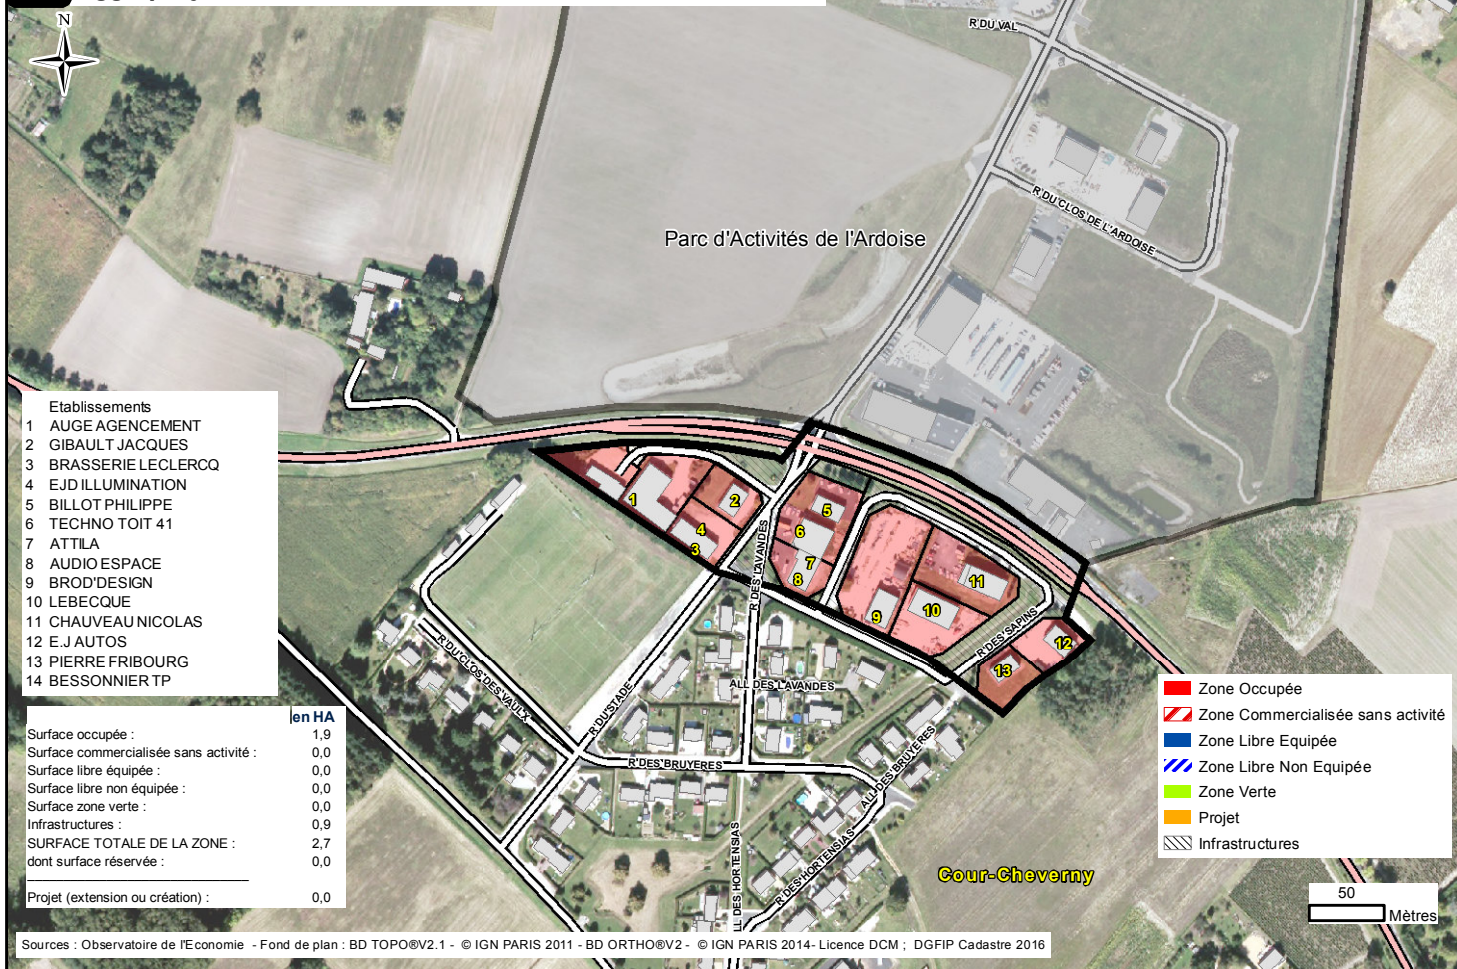 N
R DU VAL
R DU CLOS DE L'ARDOISE
Parc d'Activités de l'Ardoise
Etablissements
1 AUGE AGENCEMENT
2 GIBAULT JACQUES
3 BRASSERIE LECLERCQ
4 EJD ILLUMINATION
5 BILLOT PHILIPPE
6 TECHNO TOIT 41
7 ATTILA
8 AUDIO ESPACE
9 BROD'DESIGN
10 LEBECQUE
11 CHAUVEAU NICOLAS
12 E.J AUTOS
13 PIERRE FRIBOURG
14 BESSONNIER TP
1
2
3
4
5
6
7
8
9
10
11
12
13
R DES LAVANDES
R DES SAPINS
R DU CLOS DES VAULX
R DU STADE
ALL DES LAVANDES
R DES BRUYERES
ALL DES BRUYERES
R DES HORTENSIAS
LL DES HORTENSIAS
Cour-Cheverny
en HA
Surface occupée : 1,9
Surface commercialisée sans activité : 0,0
Surface libre équipée : 0,0
Surface libre non équipée : 0,0
Surface zone verte : 0,0
Infrastructures : 0,9
SURFACE TOTALE DE LA ZONE : 2,7
dont surface réservée : 0,0
Projet (extension ou création) : 0,0
Zone Occupée
Zone Commercialisée sans activité
Zone Libre Equipée
Zone Libre Non Equipée
Zone Verte
Projet
Infrastructures
50
Mètres
Sources : Observatoire de l'Economie - Fond de plan : BD TOPO®V2.1 - © IGN PARIS 2011 - BD ORTHO®V2 - © IGN PARIS 2014- Licence DCM ; DGFIP Cadastre 2016